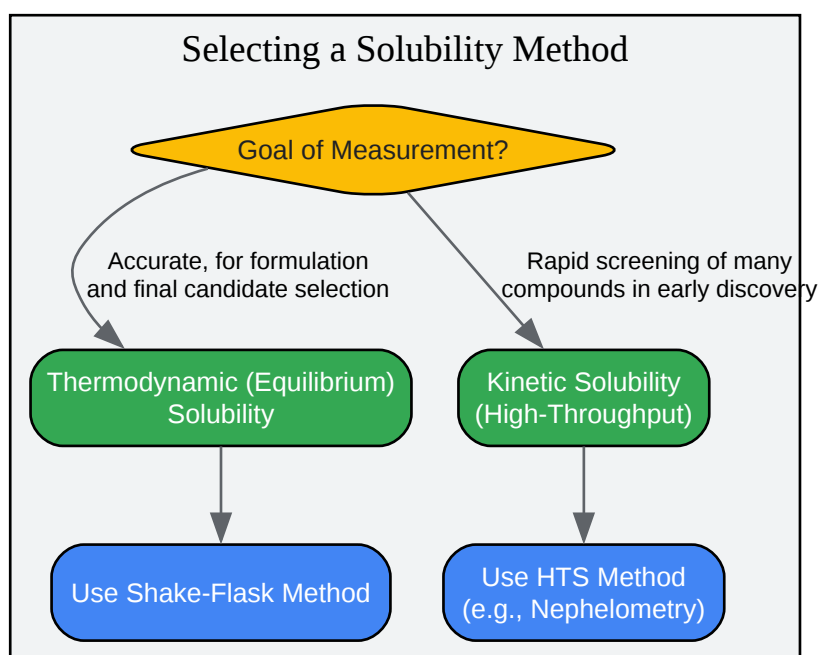 Selecting a Solubility Method
Goal of Measurement?
Accurate, for formulation
and final candidate selection
Rapid screening of many
compounds in early discovery
Thermodynamic (Equilibrium)
Solubility
Kinetic Solubility
(High-Throughput)
Use Shake-Flask Method
Use HTS Method
(e.g., Nephelometry)